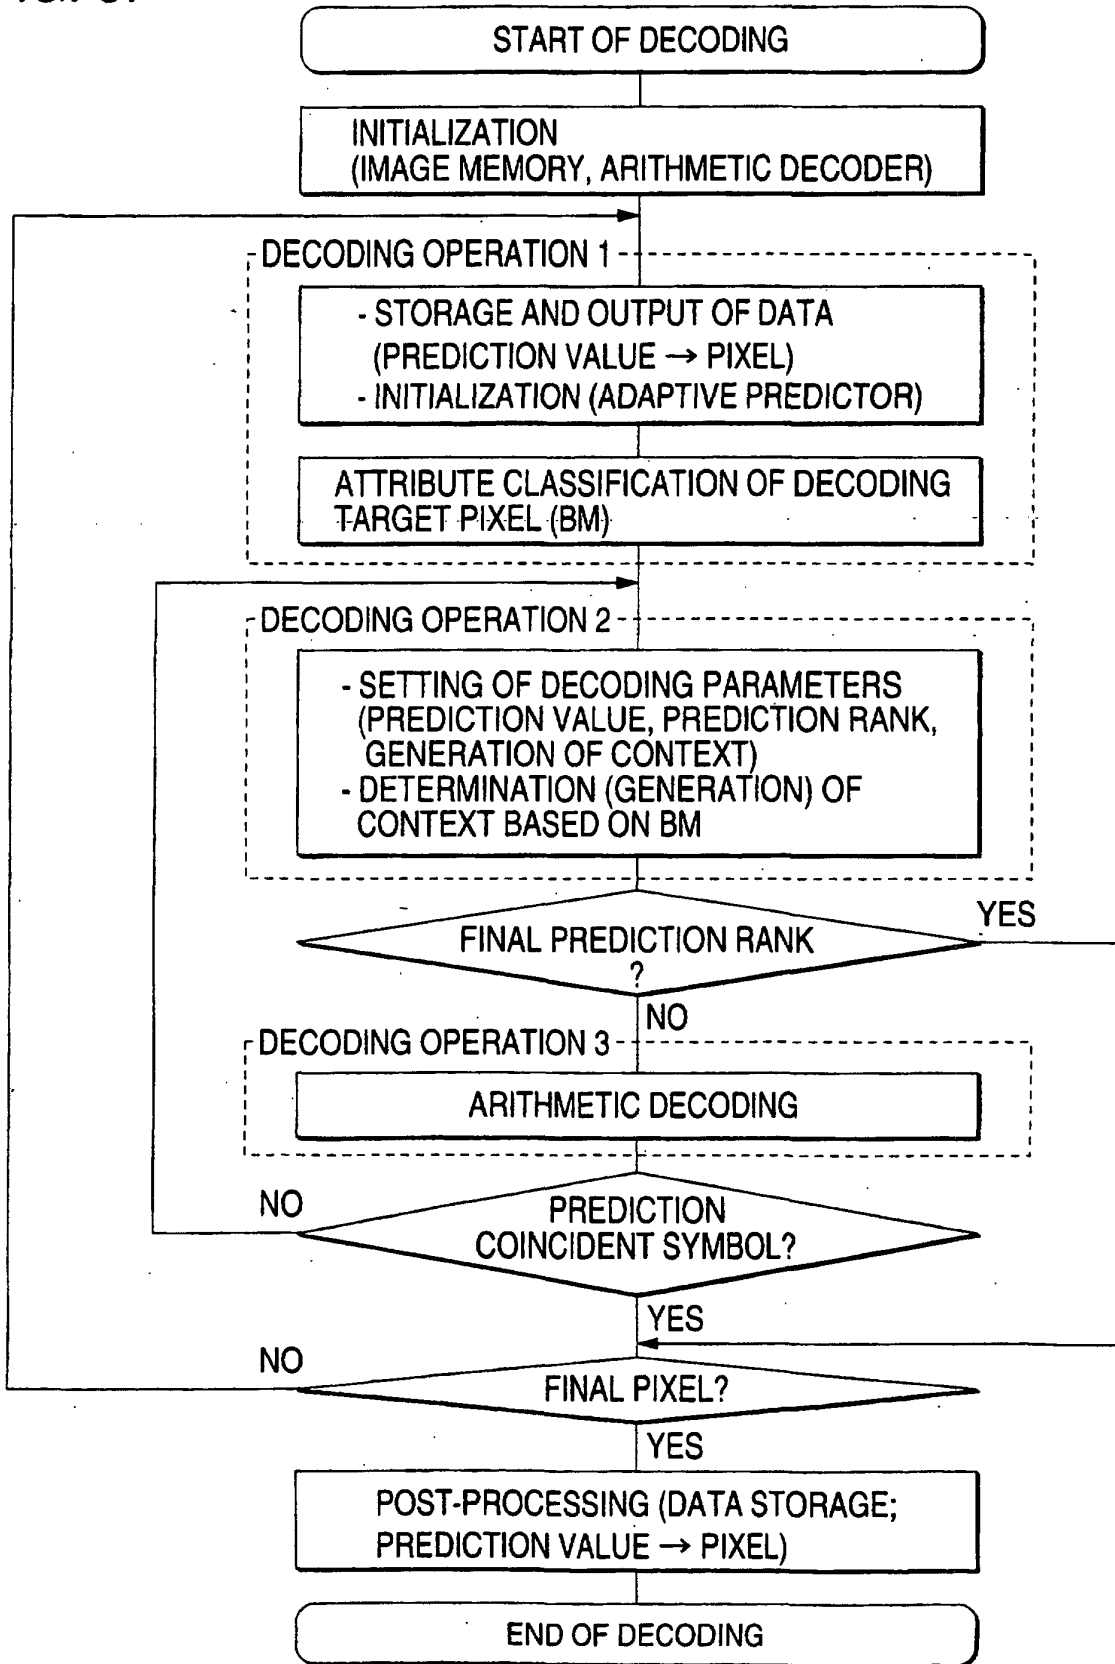 START OF DECODING
INITIALIZATION
(IMAGE MEMORY, ARITHMETIC DECODER)
DECODING OPERATION 1
- STORAGE AND OUTPUT OF DATA
(PREDICTION VALUE → PIXEL)
- INITIALIZATION (ADAPTIVE PREDICTOR)
ATTRIBUTE CLASSIFICATION OF DECODING
TARGET PIXEL (BM)
DECODING OPERATION 2
- SETTING OF DECODING PARAMETERS
(PREDICTION VALUE, PREDICTION RANK,
GENERATION OF CONTEXT)
- DETERMINATION (GENERATION) OF
CONTEXT BASED ON BM
YES
FINAL PREDICTION RANK
?
NO
DECODING OPERATION 3
ARITHMETIC DECODING
NO
PREDICTION
COINCIDENT SYMBOL?
YES
NO
FINAL PIXEL?
YES
POST-PROCESSING (DATA STORAGE;
PREDICTION VALUE → PIXEL)
END OF DECODING